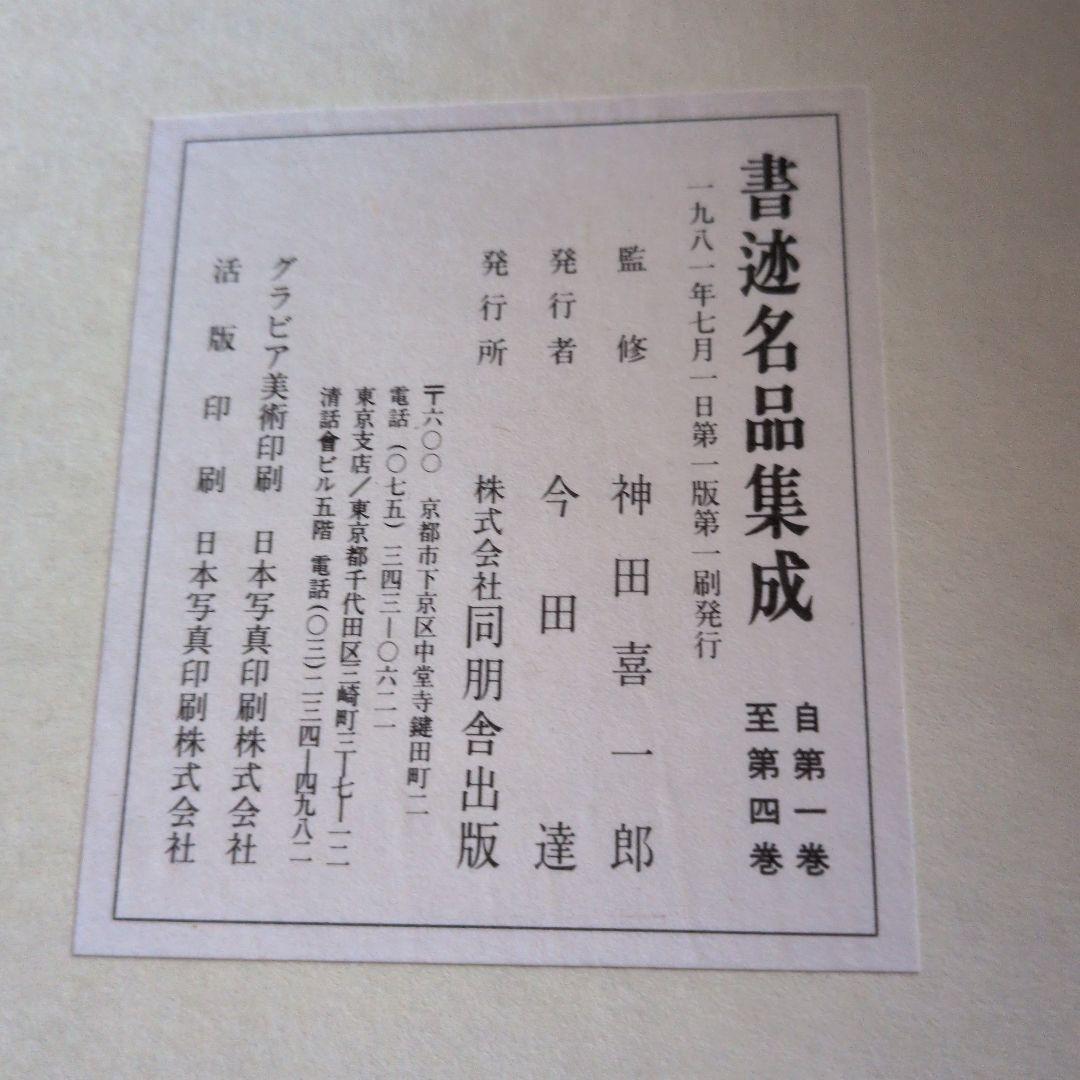 書迹名品集成
自第一巻
至第四巻
一九八一年七月一日第一版第一刷発行
監修 神田喜一郎
発行者 今田達
発行所 株式会社同朋舎出版
〒六〇〇 京都市下京区中堂寺鍵田町二
電話（〇七五）三四三―〇六二一
東京支店／東京都千代田区三崎町三―七―一二
清話會ビル五階 電話（〇三）二三四―四九八二
グラビア美術印刷 日本写真印刷株式会社
活版印刷 日本写真印刷株式会社